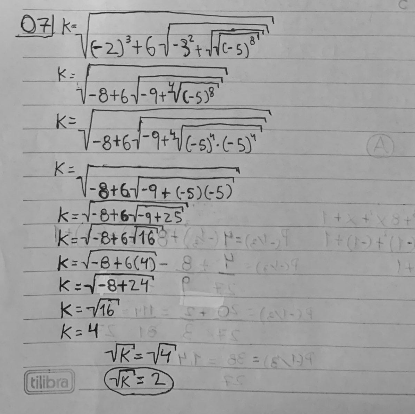 07| K=√((-2)³+6√(-3²+√√(-5)⁸))
K=√(-8+6√(-9+⁴√(-5)⁸))
K=√(-8+6√(-9+⁴√(-5)⁴·(-5)⁴))
K=√(-8+6√(-9+(-5)(-5)))
K=√(-8+6√(-9+25))
K=√(-8+6√16)
K=√(-8+6(4))
K=√(-8+24)
K=√16
K=4
√K=√4
√K=2
tilibra